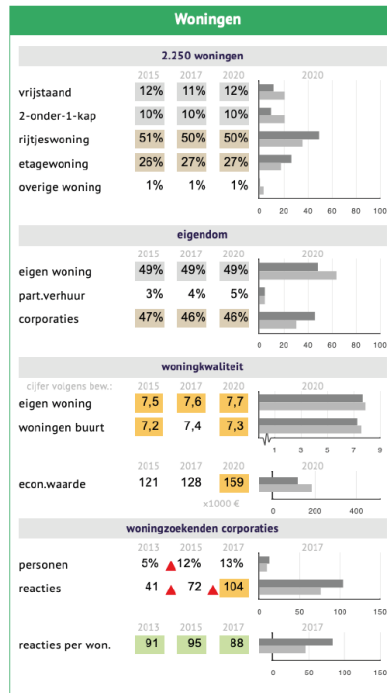 Woningen
2.250 woningen
2015 2017 2020 2020
vrijstaand 12% 11% 12%
2-onder-1-kap 10% 10% 10%
rijtjeswoning 51% 50% 50%
etagewoning 26% 27% 27%
overige woning 1% 1% 1%
0 20 40 60 80 100
eigendom
2015 2017 2020 2020
eigen woning 49% 49% 49%
part.verhuur 3% 4% 5%
corporaties 47% 46% 46%
0 20 40 60 80 100
woningkwaliteit
cijfer volgens bew.: 2015 2017 2020 2020
eigen woning 7,5 7,6 7,7
woningen buurt 7,2 7,4 7,3
1 3 5 7 9
2015 2017 2020 2020
econ.waarde 121 128 159
x1000 € 0 200 400
woningzoekenden corporaties
2013 2015 2017 2017
personen 5% 12% 13%
reacties 41 72 104
0 50 100 150
2013 2015 2017 2017
reacties per won. 91 95 88
0 50 100 150